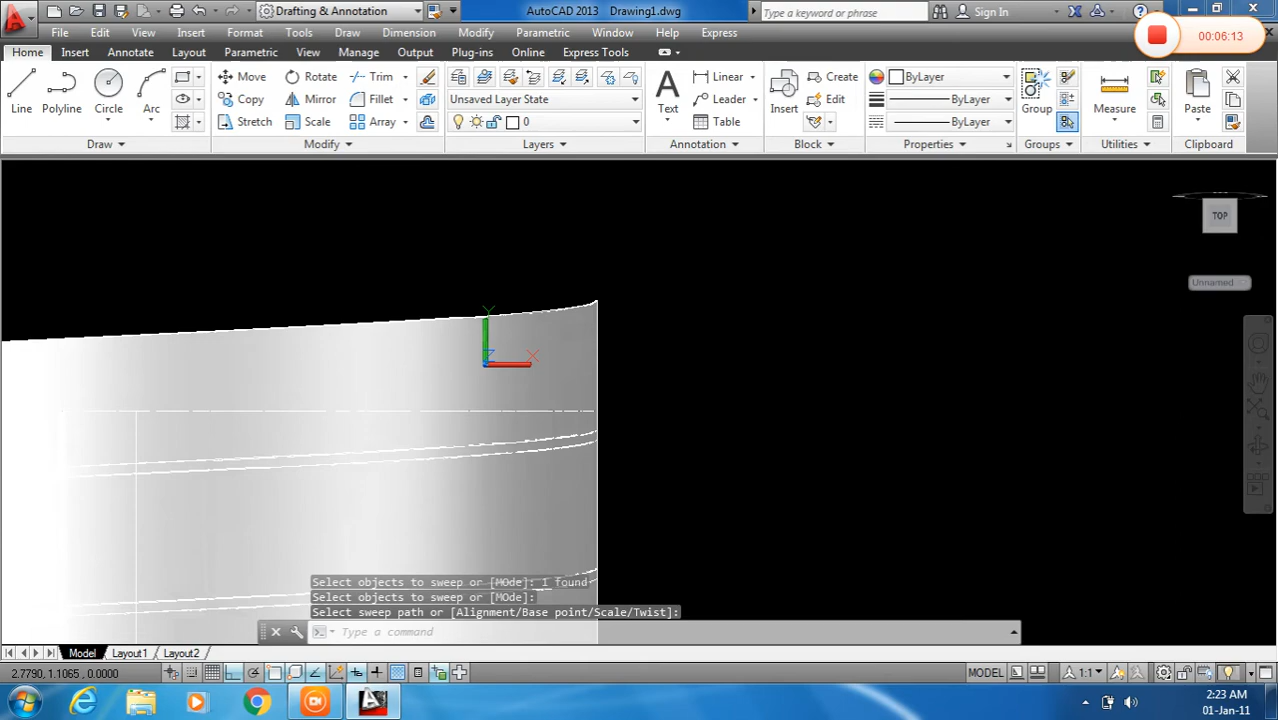 Drafting & Annotation
AutoCAD 2013 Drawing1.dwg
Type a keyword or phrase
Sign In
00:06:13
File Edit View Insert Format Tools Draw Dimension Modify Parametric Window Help Express
Home Insert Annotate Layout Parametric View Manage Output Plug-ins Online Express Tools
Line Polyline Circle Arc
Move Rotate Trim
Copy Mirror Fillet
Stretch Scale Array
Unsaved Layer State
0
Text
Linear
Leader
Table
Insert
Create
Edit
ByLayer
ByLayer
ByLayer
Group
Measure
Paste
Draw Modify Layers Annotation Block Properties Groups Utilities Clipboard
TOP
Unnamed
Y
X
Z
Select objects to sweep or [MOde]: 1 found
Select objects to sweep or [MOde]:
Select sweep path or [Alignment/Base point/Scale/Twist]:
Type a command
Model Layout1 Layout2
2.7790, 1.1065, 0.0000
MODEL
1:1
2:23 AM
01-Jan-11